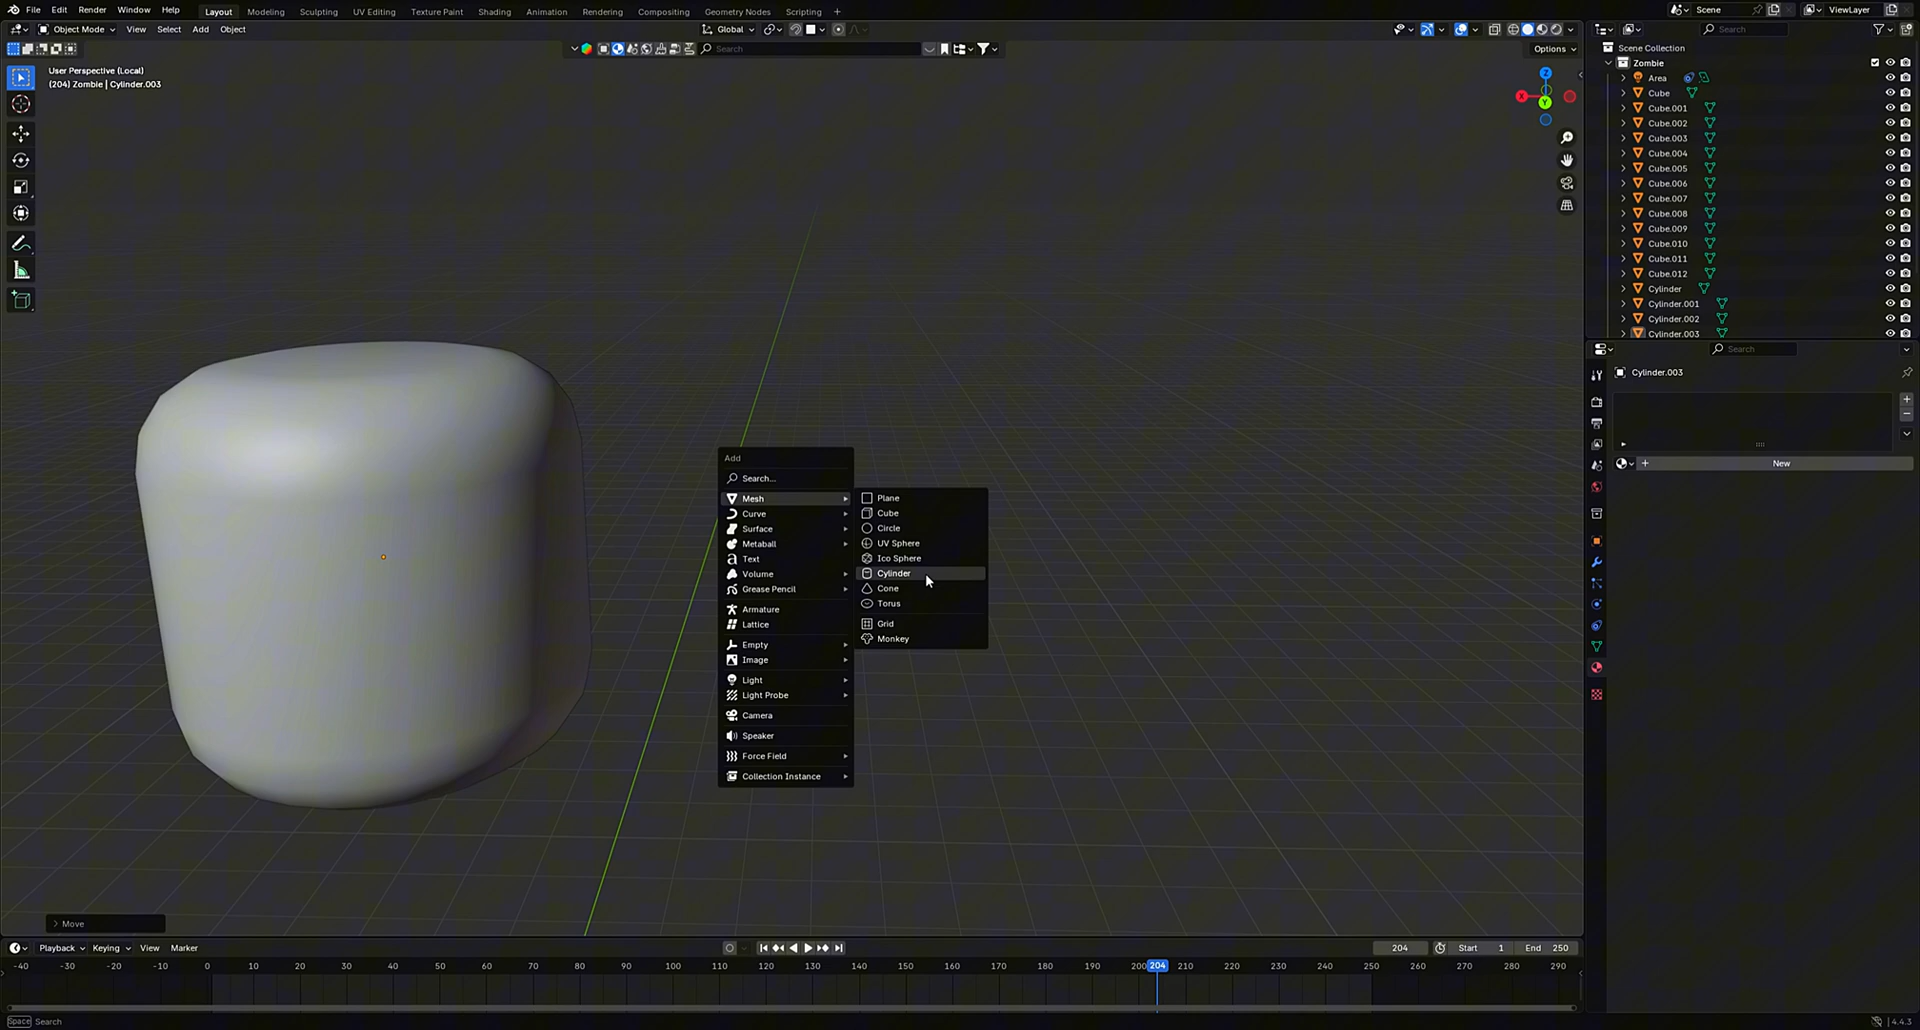 File Edit Render Window Help Layout Modeling Sculpting UV Editing Texture Paint Shading Animation Rendering Compositing Geometry Nodes Scripting + Scene ViewLayer
Object Mode View Select Add Object Global Search
Search Options
User Perspective (Local)
(204) Zombie | Cylinder.003
Z
X
Y
Scene Collection
Zombie
Area
Cube
Cube.001
Cube.002
Cube.003
Cube.004
Cube.005
Cube.006
Cube.007
Cube.008
Cube.009
Cube.010
Cube.011
Cube.012
Cylinder
Cylinder.001
Cylinder.002
Cylinder.003
Search
Cylinder.003
+ New
Add
Search...
Mesh
Curve
Surface
Metaball
Text
Volume
Grease Pencil
Armature
Lattice
Empty
Image
Light
Light Probe
Camera
Speaker
Force Field
Collection Instance
Plane
Cube
Circle
UV Sphere
Ico Sphere
Cylinder
Cone
Torus
Grid
Monkey
Move
Playback Keying View Marker 204 Start 1 End 250
-40 -30 -20 -10 0 10 20 30 40 50 60 70 80 90 100 110 120 130 140 150 160 170 180 190 200 204 210 220 230 240 250 260 270 280 290
Space Search 4.4.3